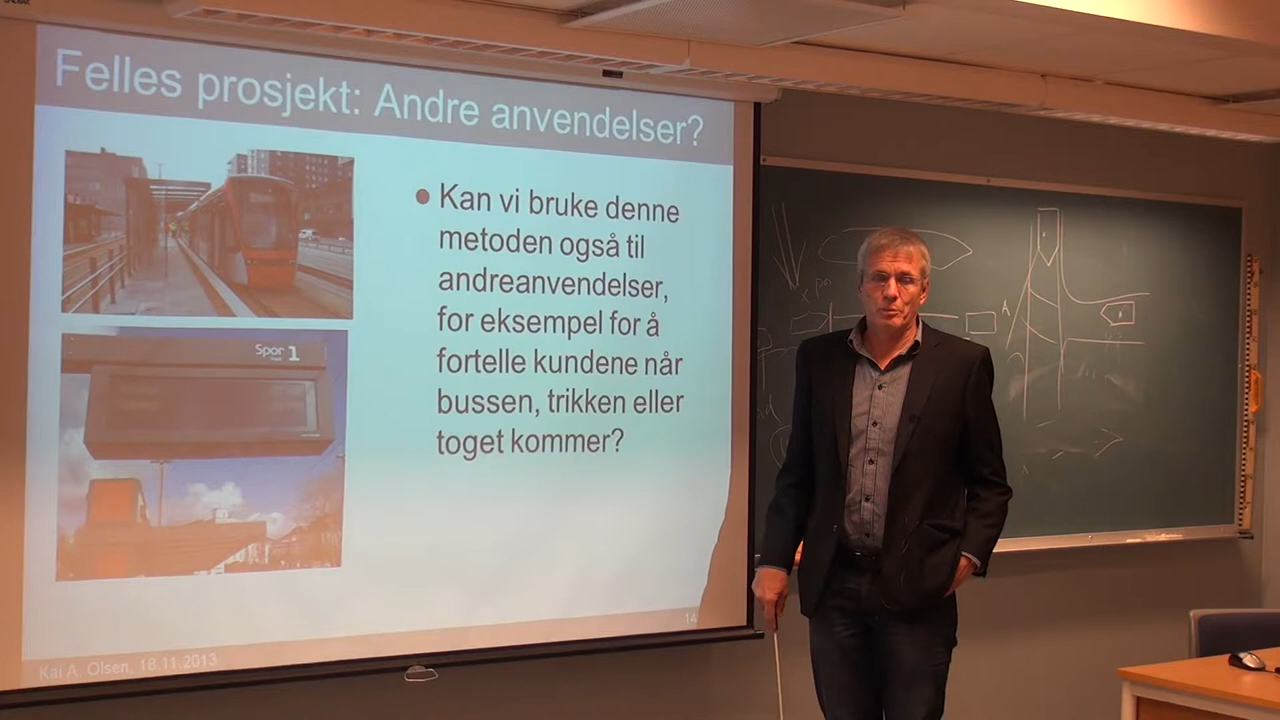 Felles prosjekt: Andre anvendelser?
Kan vi bruke denne
metoden også til
andreanvendelser,
for eksempel for å
fortelle kundene når
bussen, trikken eller
toget kommer?
Spor 1
14
Kai A. Olsen, 18.11.2013
A